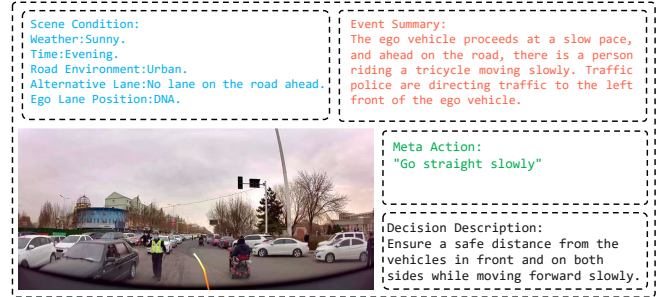 Scene Condition:
Weather:Sunny.
Time:Evening.
Road Environment:Urban.
Alternative Lane:No lane on the road ahead.
Ego Lane Position:DNA.
Event Summary:
The ego vehicle proceeds at a slow pace,
and ahead on the road, there is a person
riding a tricycle moving slowly. Traffic
police are directing traffic to the left
front of the ego vehicle.
Meta Action:
"Go straight slowly"
Decision Description:
Ensure a safe distance from the
vehicles in front and on both
sides while moving forward slowly.